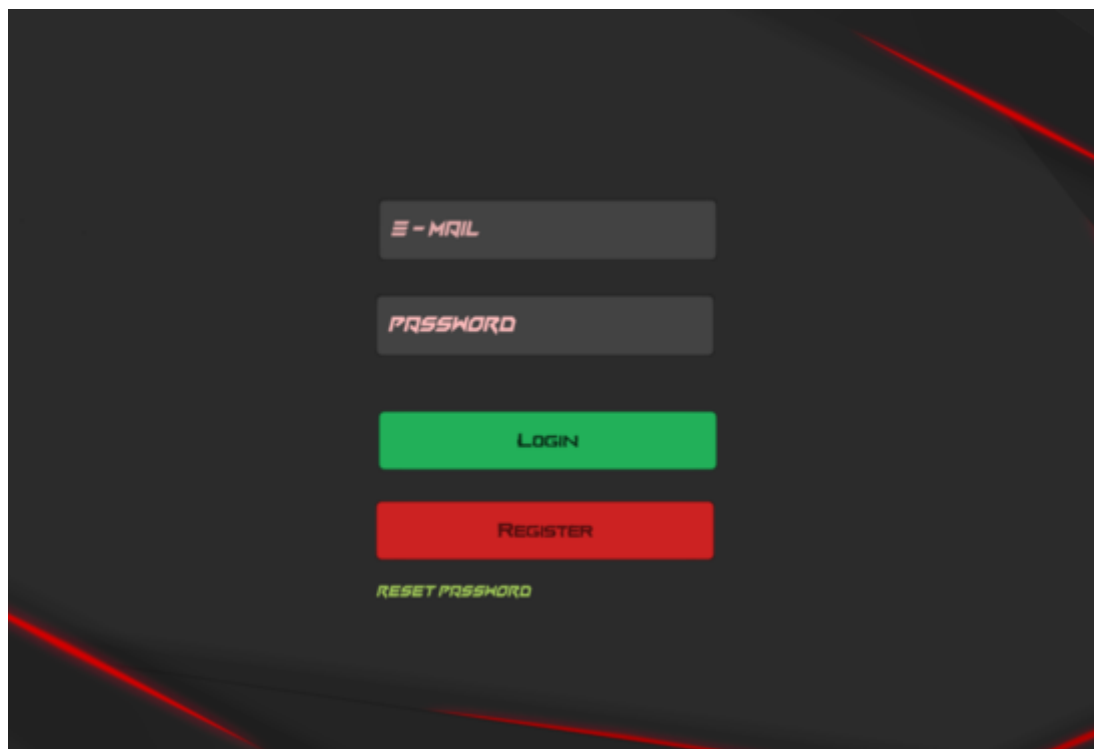 E - MAIL
PASSWORD
LOGIN
REGISTER
RESET PASSWORD